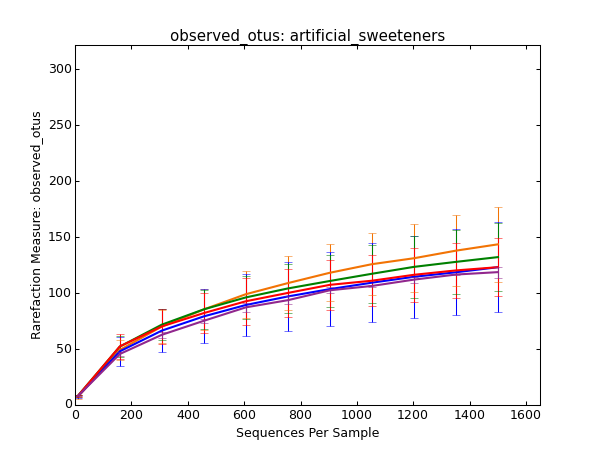 observed_otus: artificial_sweeteners
300
250
200
150
100
50
0
Rarefaction Measure: observed_otus
0 200 400 600 800 1000 1200 1400 1600
Sequences Per Sample